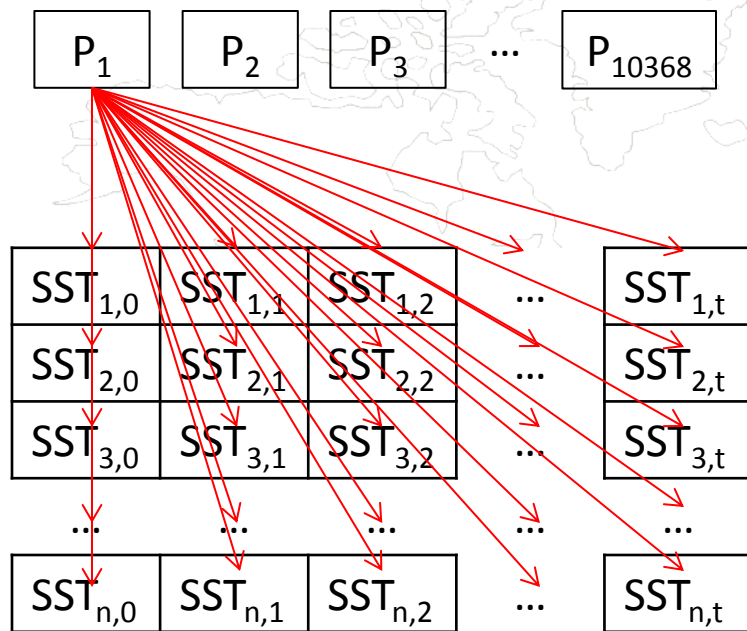 P1 P2 P3 ... P10368
SST1,0 SST1,1 SST1,2 ... SST1,t
SST2,0 SST2,1 SST2,2 ... SST2,t
SST3,0 SST3,1 SST3,2 ... SST3,t
... ... ... ... ...
SSTn,0 SSTn,1 SSTn,2 ... SSTn,t